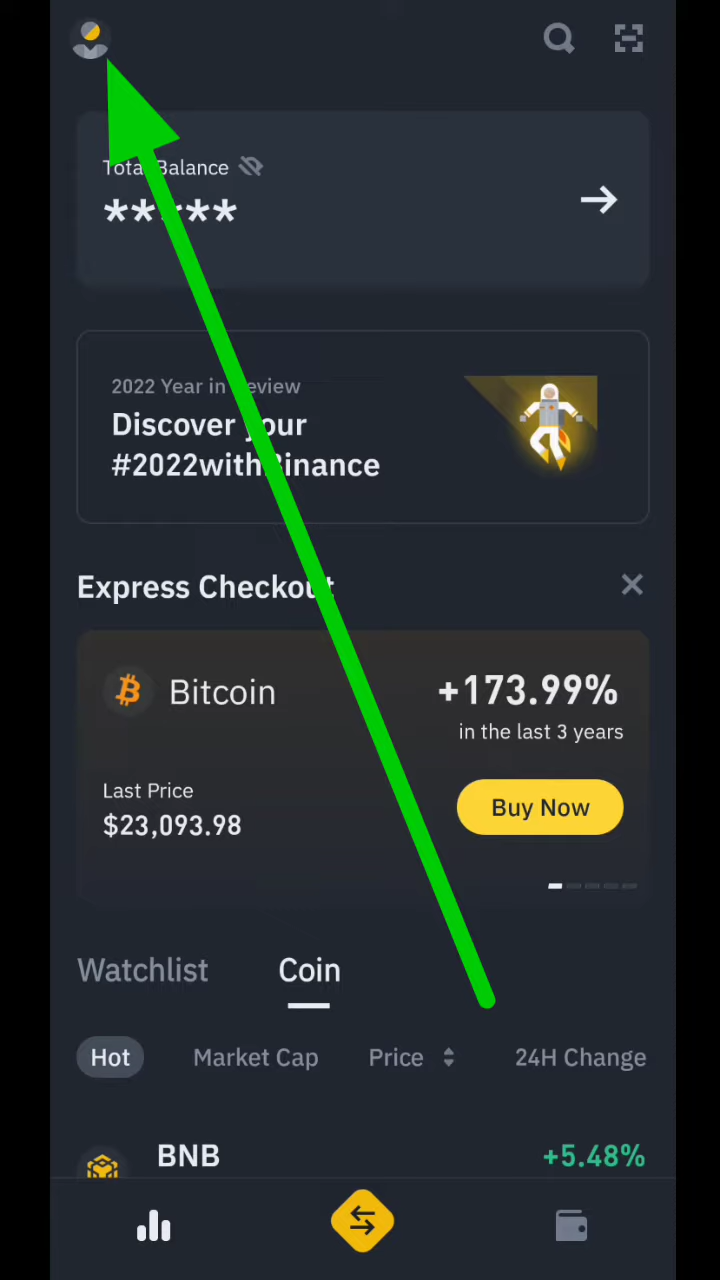 Total Balance
*****
2022 Year in Review
Discover your
#2022withBinance
Express Checkout
Bitcoin
+173.99%
in the last 3 years
Last Price
$23,093.98
Buy Now
Watchlist
Coin
Hot
Market Cap
Price
24H Change
BNB
+5.48%